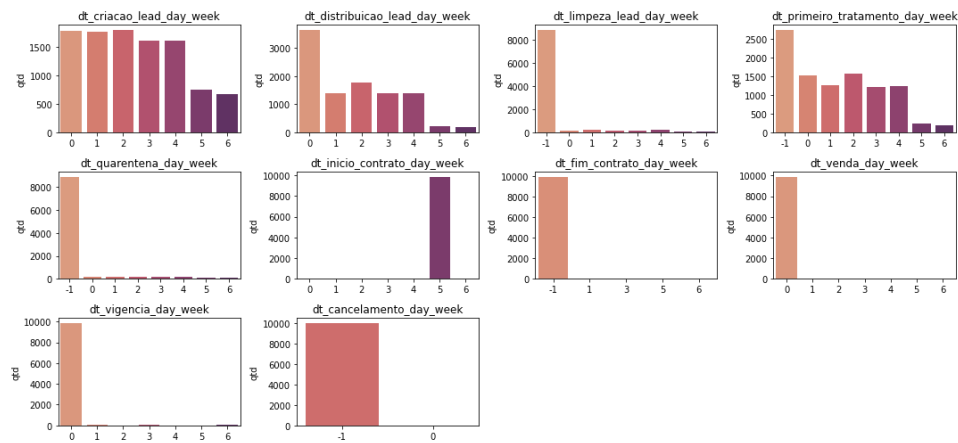 dt_criacao_lead_day_week
qtd
1500
1000
500
0
0 1 2 3 4 5 6
dt_distribuicao_lead_day_week
qtd
3000
2000
1000
0
0 1 2 3 4 5 6
dt_limpeza_lead_day_week
qtd
8000
6000
4000
2000
0
-1 0 1 2 3 4 5 6
dt_primeiro_tratamento_day_week
qtd
2500
2000
1500
1000
500
0
-1 0 1 2 3 4 5 6
dt_quarentena_day_week
qtd
8000
6000
4000
2000
0
-1 0 1 2 3 4 5 6
dt_inicio_contrato_day_week
qtd
10000
8000
6000
4000
2000
0
0 1 2 3 4 5 6
dt_fim_contrato_day_week
qtd
10000
8000
6000
4000
2000
0
-1 1 3 5 6
dt_venda_day_week
qtd
10000
8000
6000
4000
2000
0
0 1 2 3 4 5 6
dt_vigencia_day_week
qtd
10000
8000
6000
4000
2000
0
0 1 2 3 4 5 6
dt_cancelamento_day_week
qtd
10000
8000
6000
4000
2000
0
-1 0